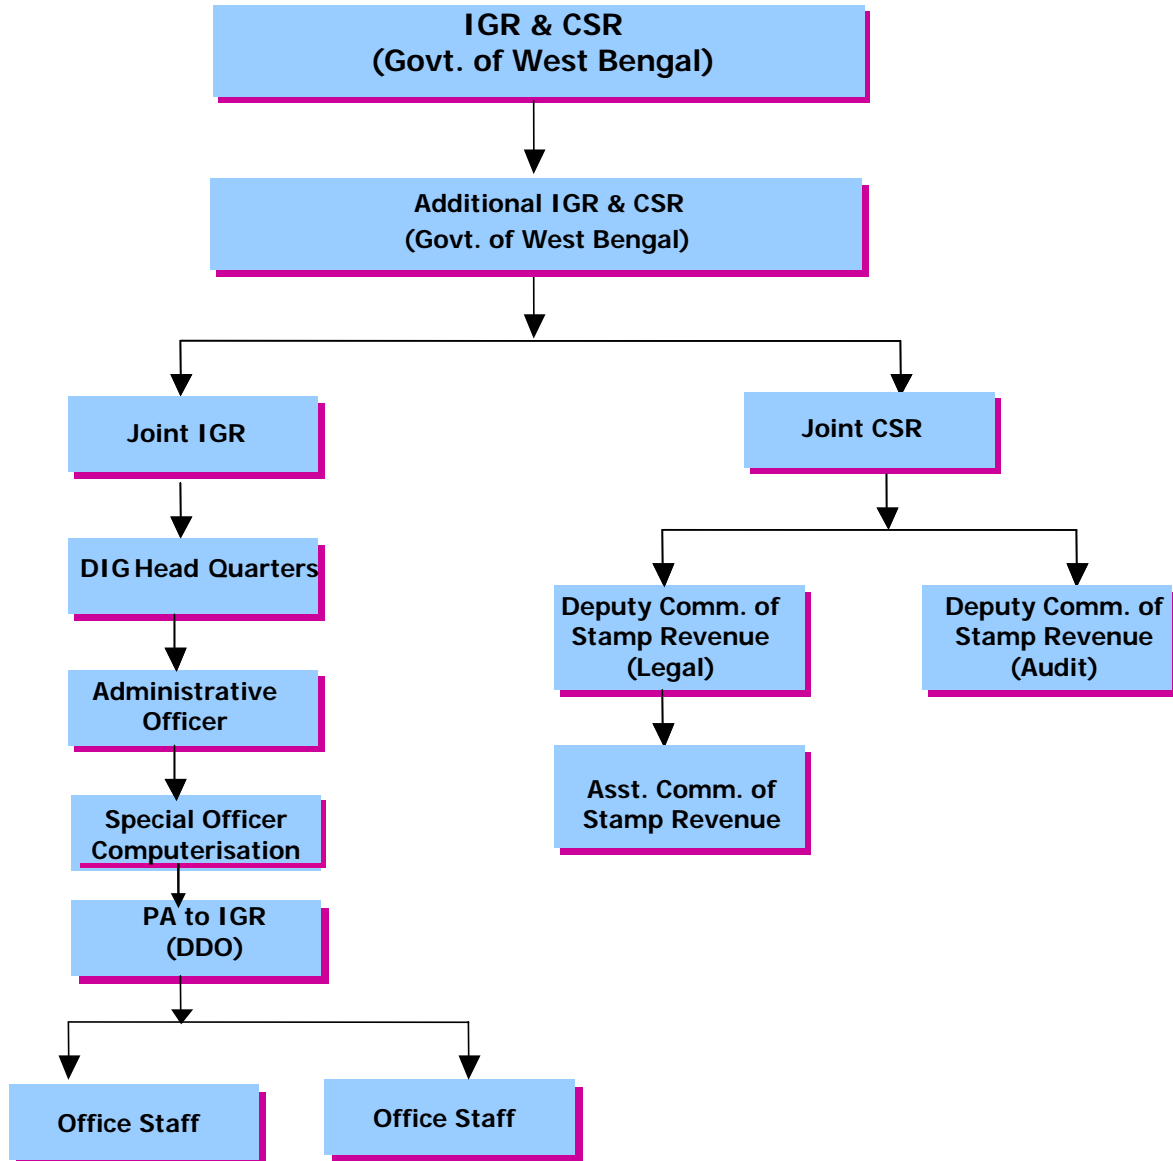 IGR & CSR
(Govt. of West Bengal)
Additional IGR & CSR
(Govt. of West Bengal)
Joint IGR
Joint CSR
DIG Head Quarters
Deputy Comm. of
Stamp Revenue
(Legal)
Deputy Comm. of
Stamp Revenue
(Audit)
Administrative
Officer
Asst. Comm. of
Stamp Revenue
Special Officer
Computerisation
PA to IGR
(DDO)
Office Staff
Office Staff